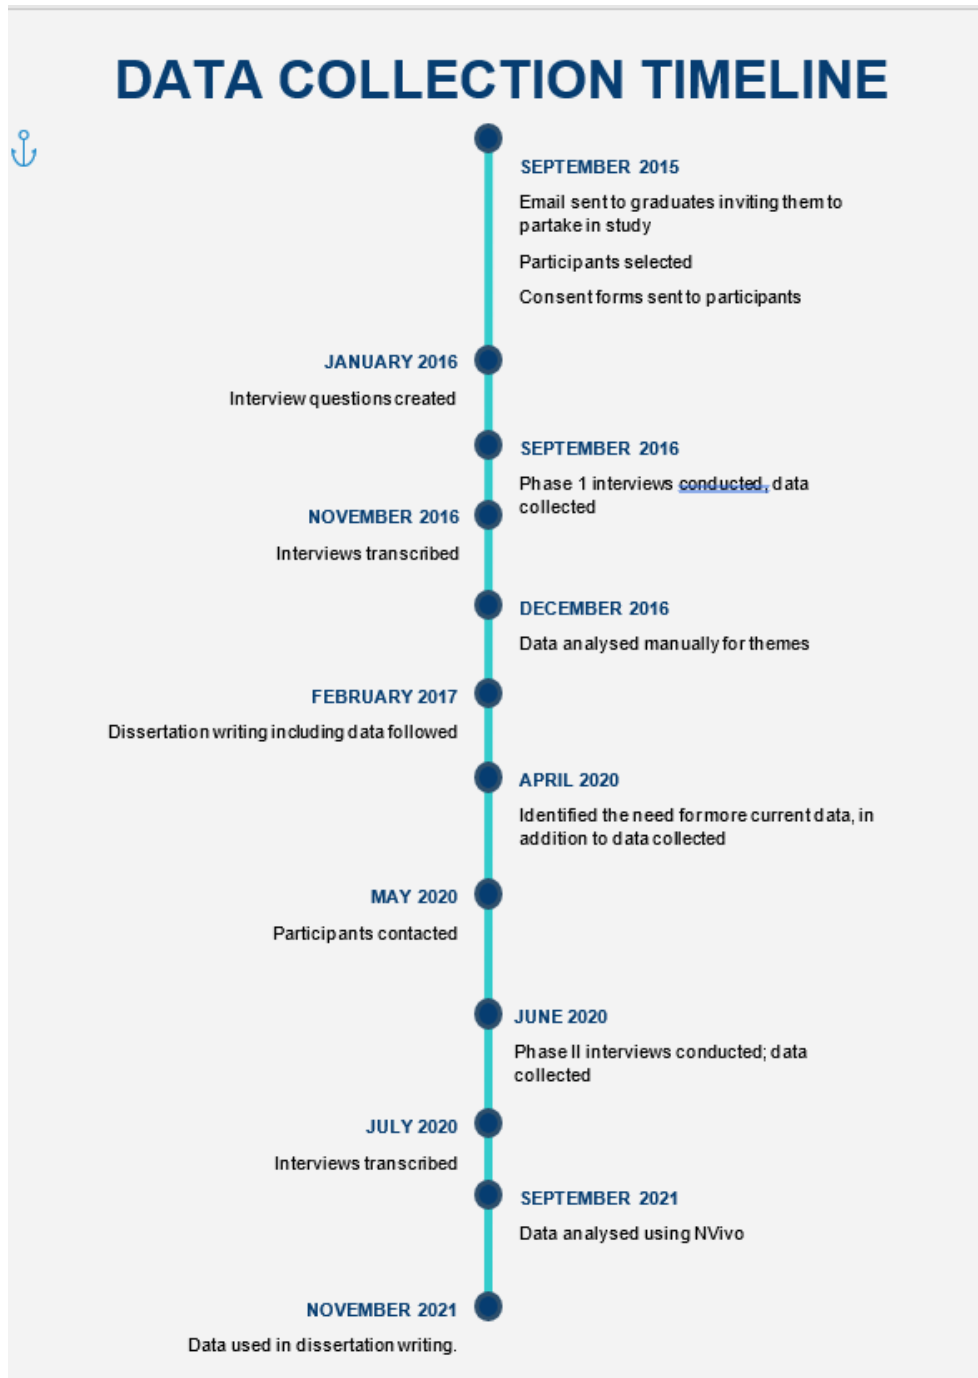 DATA COLLECTION TIMELINE
SEPTEMBER 2015
Email sent to graduates inviting them to
partake in study
Participants selected
Consent forms sent to participants
JANUARY 2016
Interview questions created
SEPTEMBER 2016
Phase 1 interviews conducted, data
collected
NOVEMBER 2016
Interviews transcribed
DECEMBER 2016
Data analysed manually for themes
FEBRUARY 2017
Dissertation writing including data followed
APRIL 2020
Identified the need for more current data, in
addition to data collected
MAY 2020
Participants contacted
JUNE 2020
Phase II interviews conducted; data
collected
JULY 2020
Interviews transcribed
SEPTEMBER 2021
Data analysed using NVivo
NOVEMBER 2021
Data used in dissertation writing.